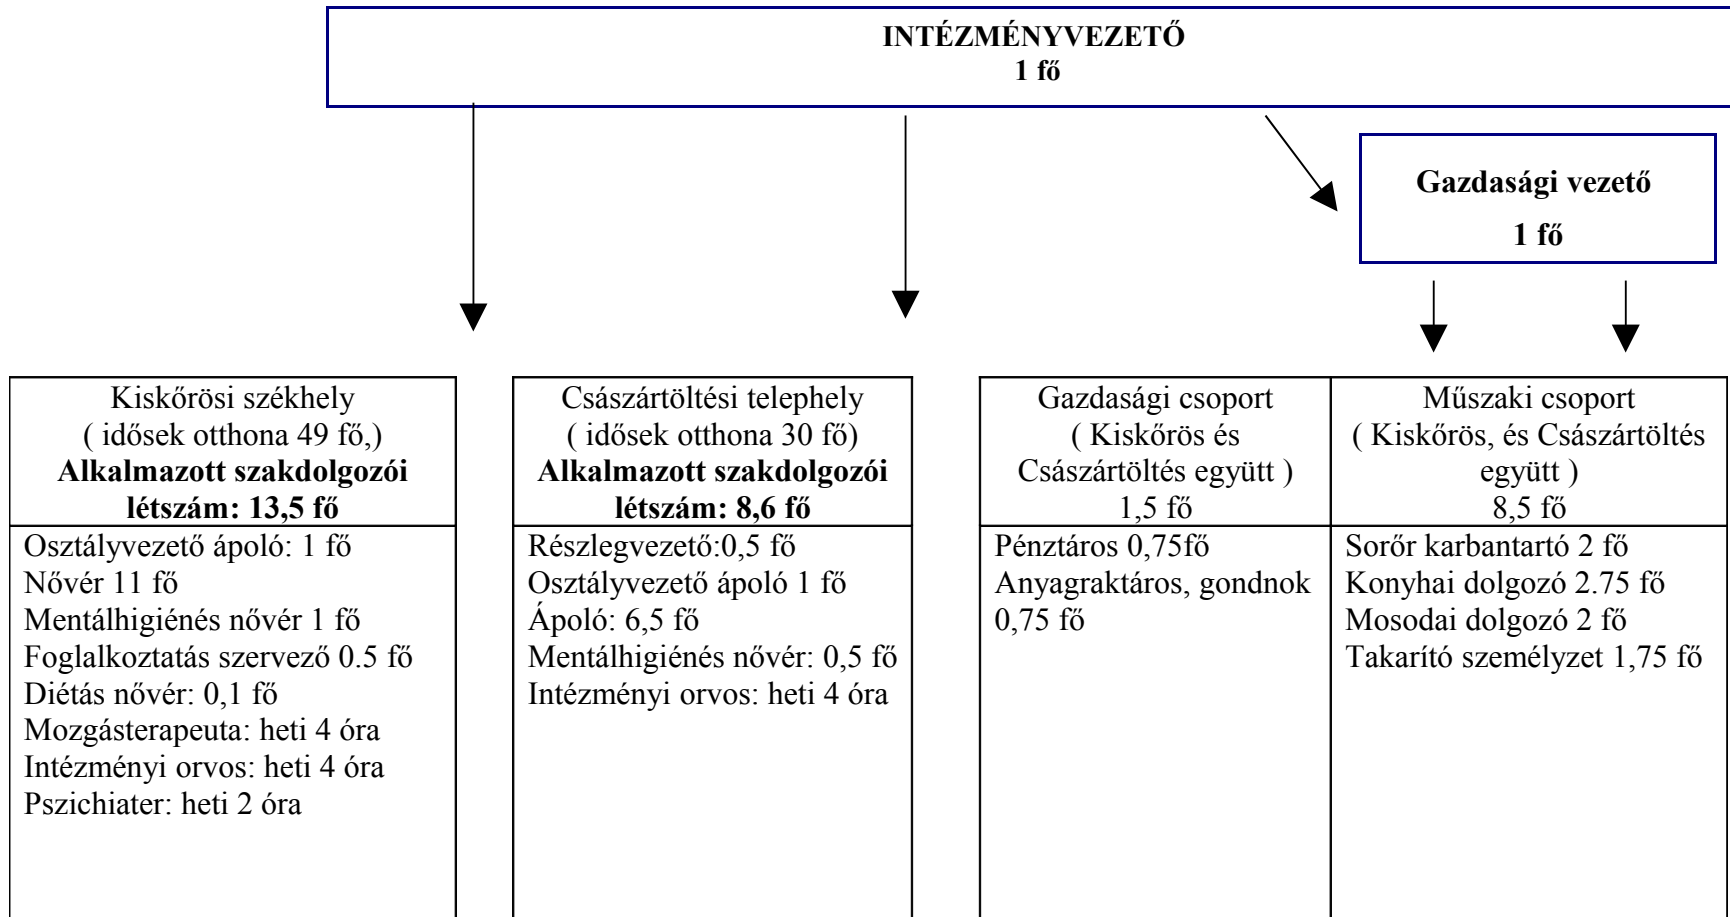 INTÉZMÉNYVEZETŐ
1 fő
Gazdasági vezető
1 fő
Kiskőrösi székhely
( idősek otthona 49 fő,)
Alkalmazott szakdolgozói
létszám: 13,5 fő
Osztályvezető ápoló: 1 fő
Nővér 11 fő
Mentálhigiénés nővér 1 fő
Foglalkoztatás szervező 0.5 fő
Diétás nővér: 0,1 fő
Mozgásterapeuta: heti 4 óra
Intézményi orvos: heti 4 óra
Pszichiater: heti 2 óra
Császártöltési telephely
( idősek otthona 30 fő)
Alkalmazott szakdolgozói
létszám: 8,6 fő
Részlegvezető:0,5 fő
Osztályvezető ápoló 1 fő
Ápoló: 6,5 fő
Mentálhigiénés nővér: 0,5 fő
Intézményi orvos: heti 4 óra
Gazdasági csoport
( Kiskőrös és
Császártöltés együtt )
1,5 fő
Pénztáros 0,75fő
Anyagraktáros, gondnok
0,75 fő
Műszaki csoport
( Kiskőrös, és Császártöltés
együtt )
8,5 fő
Sorőr karbantartó 2 fő
Konyhai dolgozó 2.75 fő
Mosodai dolgozó 2 fő
Takarító személyzet 1,75 fő